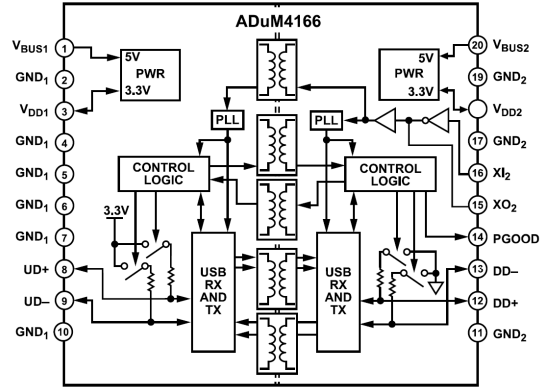 ADuM4166
VBUS1 1
GND1 2
VDD1 3
GND1 4
GND1 5
GND1 6
GND1 7
UD+ 8
UD– 9
GND1 10
5V
PWR
3.3V
PLL
CONTROL
LOGIC
3.3V
USB
RX
AND
TX
PLL
CONTROL
LOGIC
USB
RX
AND
TX
5V
PWR
3.3V
20 VBUS2
19 GND2
VDD2
17 GND2
16 XI2
15 XO2
14 PGOOD
13 DD–
12 DD+
11 GND2